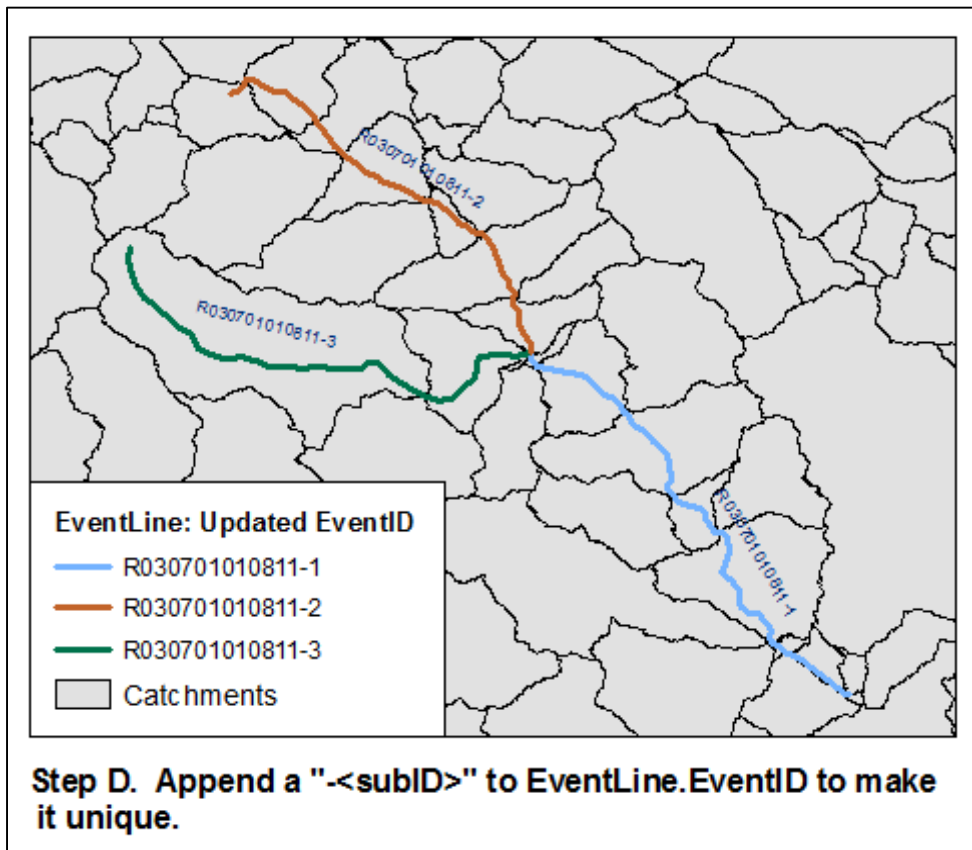 R030701010811-2
R030701010811-3
R030701010811-1
EventLine: Updated EventID
R030701010811-1
R030701010811-2
R030701010811-3
Catchments
Step D.  Append a "-<subID>" to EventLine.EventID to make
it unique.